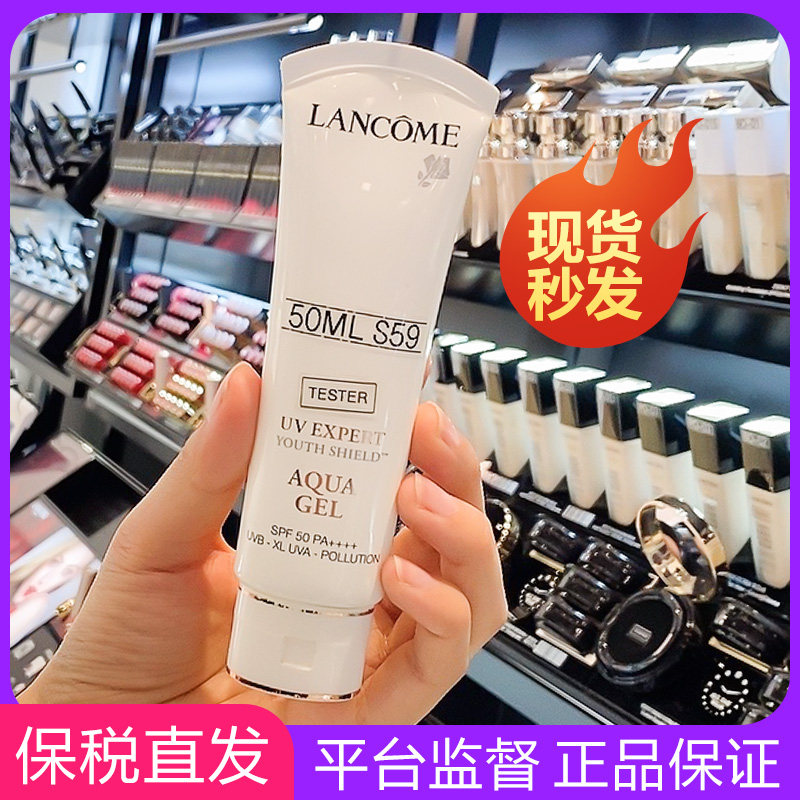 LANCÔME
现货
秒发
50ML S59
TESTER
UV EXPERT
YOUTH SHIELD™
AQUA
GEL
SPF 50 PA++++
UVB - XL UVA - POLLUTION
保税直发
平台监督 正品保证